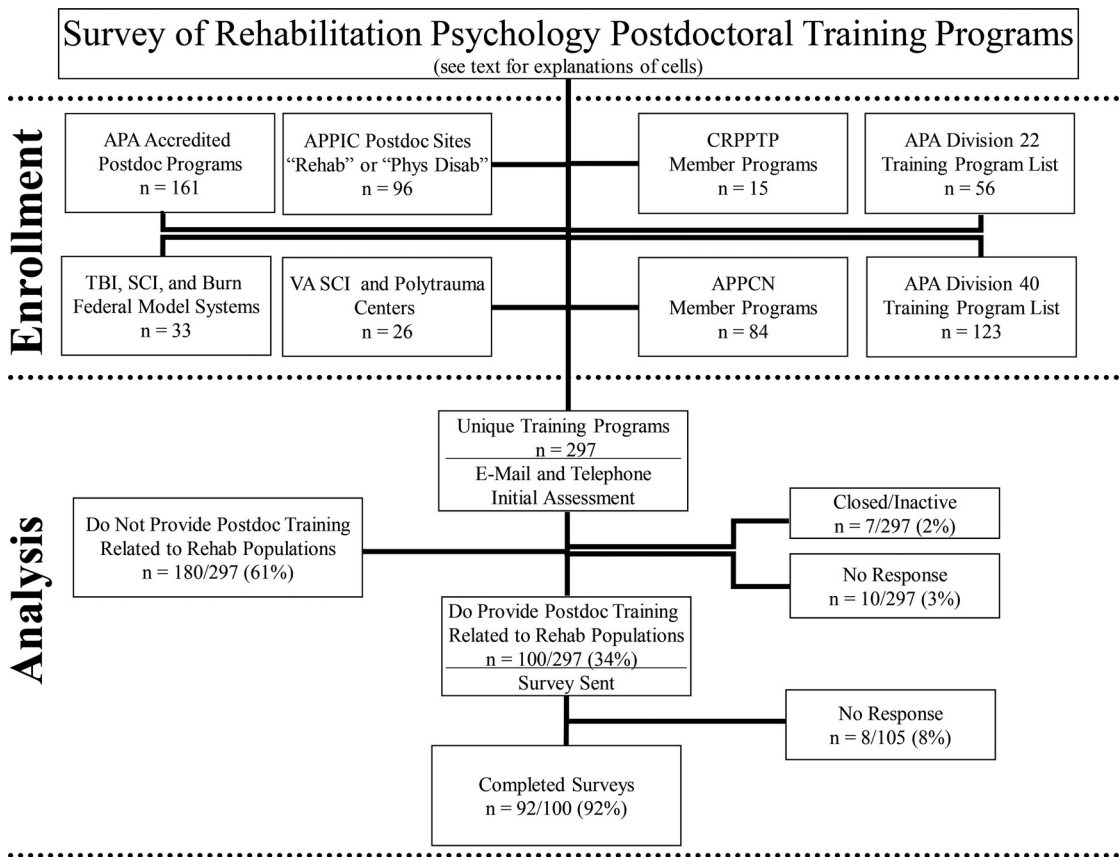 Survey of Rehabilitation Psychology Postdoctoral Training Programs
(see text for explanations of cells)
Enrollment
APA Accredited
Postdoc Programs
n = 161
APPIC Postdoc Sites
“Rehab” or “Phys Disab”
n = 96
CRPPTP
Member Programs
n = 15
APA Division 22
Training Program List
n = 56
TBI, SCI, and Burn
Federal Model Systems
n = 33
VA SCI and Polytrauma
Centers
n = 26
APPCN
Member Programs
n = 84
APA Division 40
Training Program List
n = 123
Analysis
Unique Training Programs
n = 297
E-Mail and Telephone
Initial Assessment
Do Not Provide Postdoc Training
Related to Rehab Populations
n = 180/297 (61%)
Closed/Inactive
n = 7/297 (2%)
No Response
n = 10/297 (3%)
Do Provide Postdoc Training
Related to Rehab Populations
n = 100/297 (34%)
Survey Sent
No Response
n = 8/105 (8%)
Completed Surveys
n = 92/100 (92%)